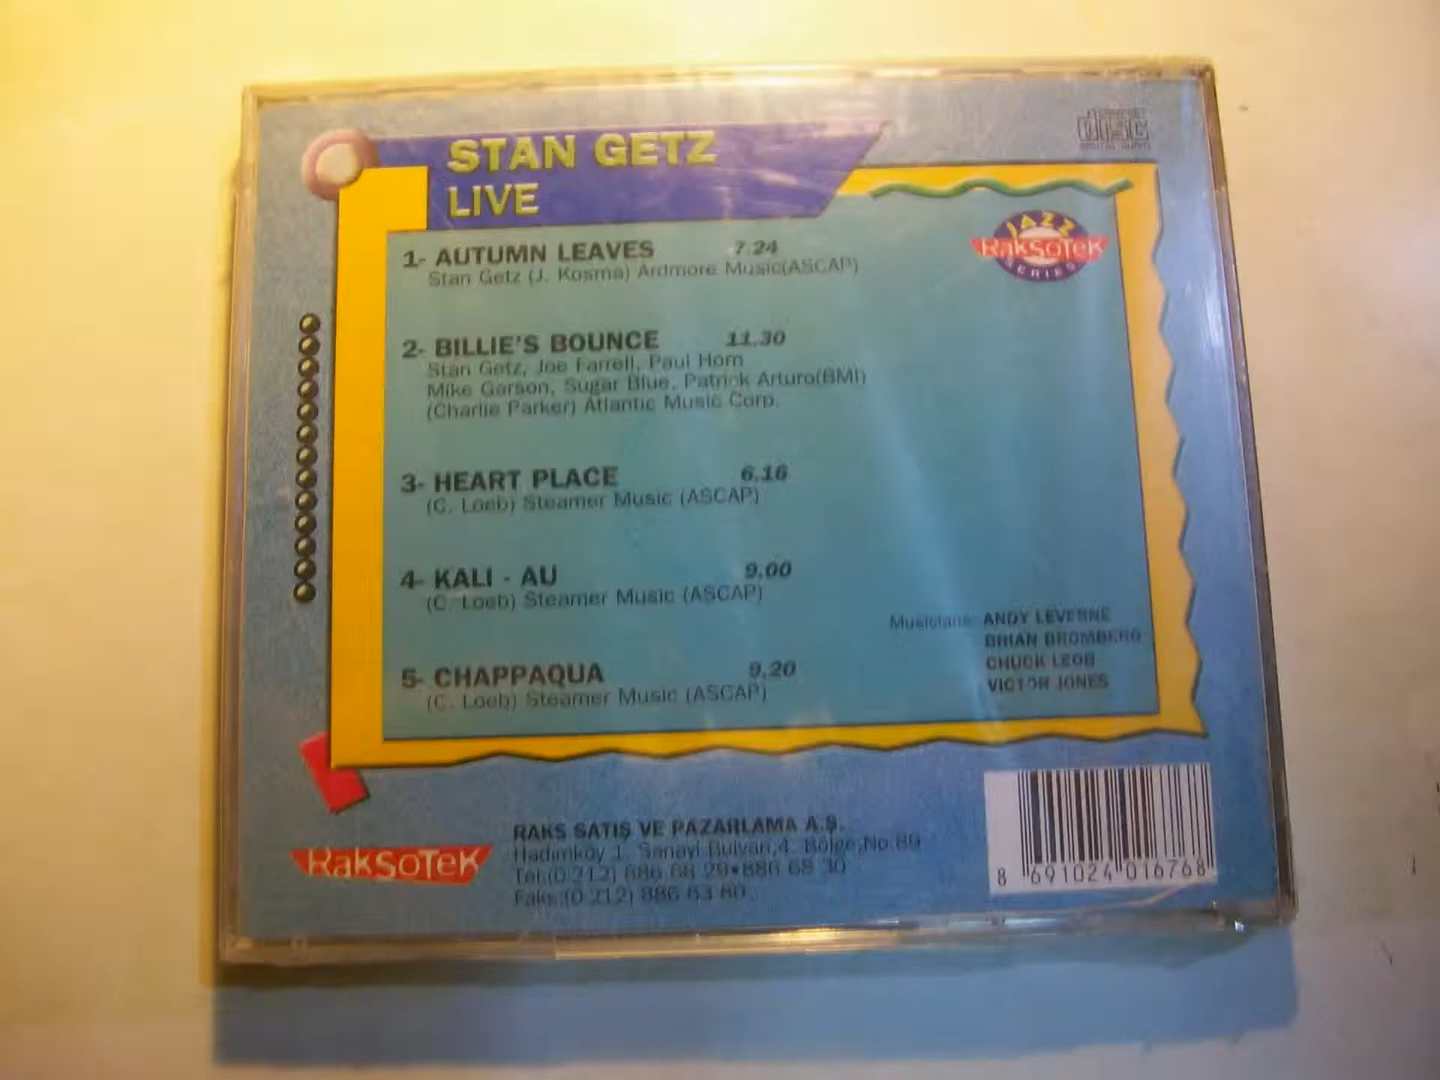 STAN GETZ
LIVE
COMPACT
disc
DIGITAL AUDIO
JAZZ
RAKSOTEK
SERIES
1- AUTUMN LEAVES 7.24
Stan Getz (J. Kosma) Ardmore Music(ASCAP)
2- BILLIE'S BOUNCE 11.30
Stan Getz, Joe Farrell, Paul Horn
Mike Garson, Sugar Blue, Patrick Arturo(BMI)
(Charlie Parker) Atlantic Music Corp.
3- HEART PLACE 6.16
(C. Loeb) Steamer Music (ASCAP)
4- KALI - AU 9.00
(C. Loeb) Steamer Music (ASCAP)
5- CHAPPAQUA 9.20
(C. Loeb) Steamer Music (ASCAP)
Musicians: ANDY LEVERNE
BRIAN BROMBERG
CHUCK LEOB
VICTOR JONES
RAKSOTEK
RAKS SATIŞ VE PAZARLAMA A.Ş.
Hadımköy 1. Sanayi Bulvarı,4. Bölge,No:89
Tel:(0.212) 886 68 29•886 68 30
Faks:(0.212) 886 63 80
8 691024 016768